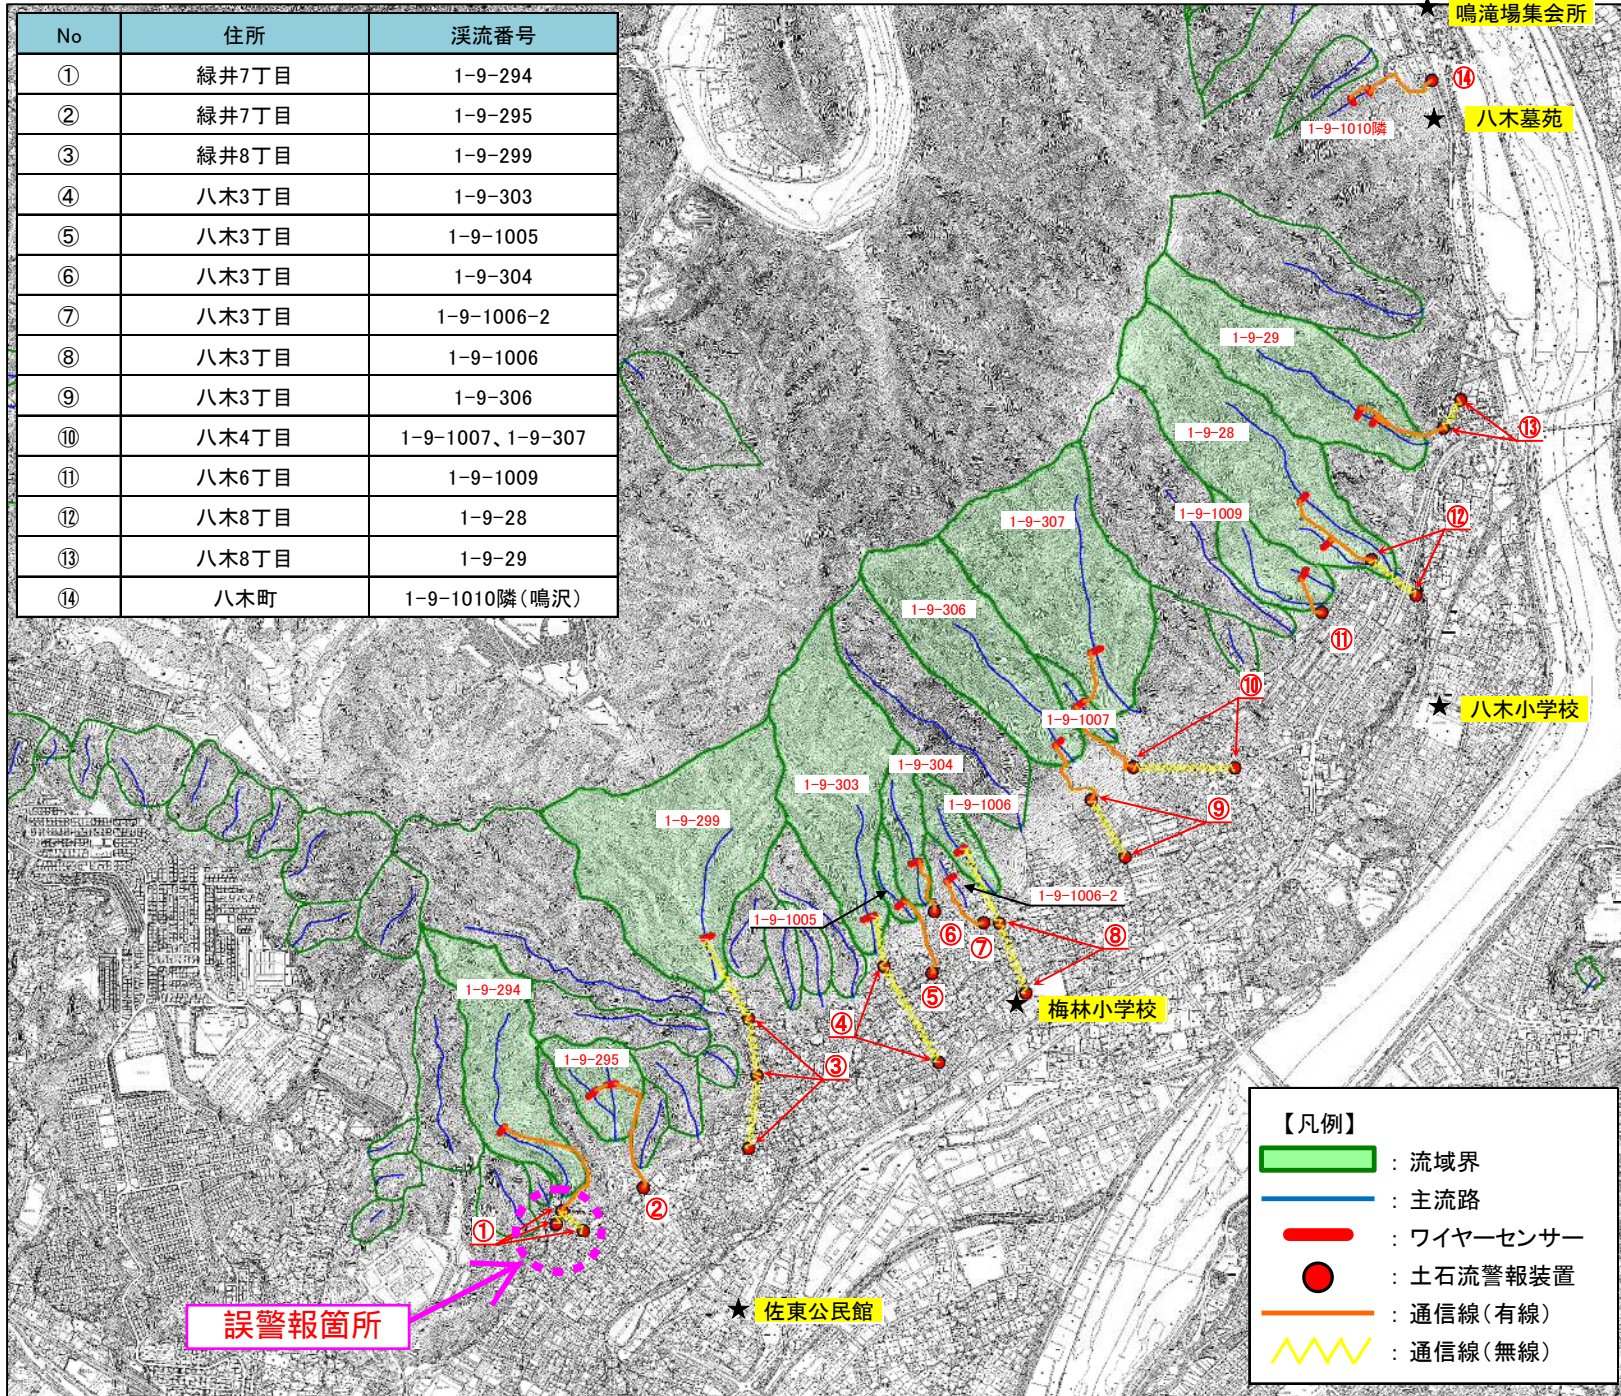 No 住所 渓流番号
① 緑井7丁目 1-9-294
② 緑井7丁目 1-9-295
③ 緑井8丁目 1-9-299
④ 八木3丁目 1-9-303
⑤ 八木3丁目 1-9-1005
⑥ 八木3丁目 1-9-304
⑦ 八木3丁目 1-9-1006-2
⑧ 八木3丁目 1-9-1006
⑨ 八木3丁目 1-9-306
⑩ 八木4丁目 1-9-1007、1-9-307
⑪ 八木6丁目 1-9-1009
⑫ 八木8丁目 1-9-28
⑬ 八木8丁目 1-9-29
⑭ 八木町 1-9-1010隣(鳴沢)
★ 鳴滝場集会所
⑭
★ 八木墓苑
1-9-1010隣
1-9-29
⑬
1-9-28
1-9-1009
⑫
1-9-307
1-9-306
⑪
⑩
★ 八木小学校
1-9-1007
1-9-304
1-9-303
1-9-1006
⑨
1-9-299
1-9-1006-2
1-9-1005
⑥
⑦
⑧
⑤
1-9-294
★ 梅林小学校
④
1-9-295
③
②
①
★ 佐東公民館
誤警報箇所
【凡例】
：流域界
：主流路
：ワイヤーセンサー
：土石流警報装置
：通信線(有線)
：通信線(無線)